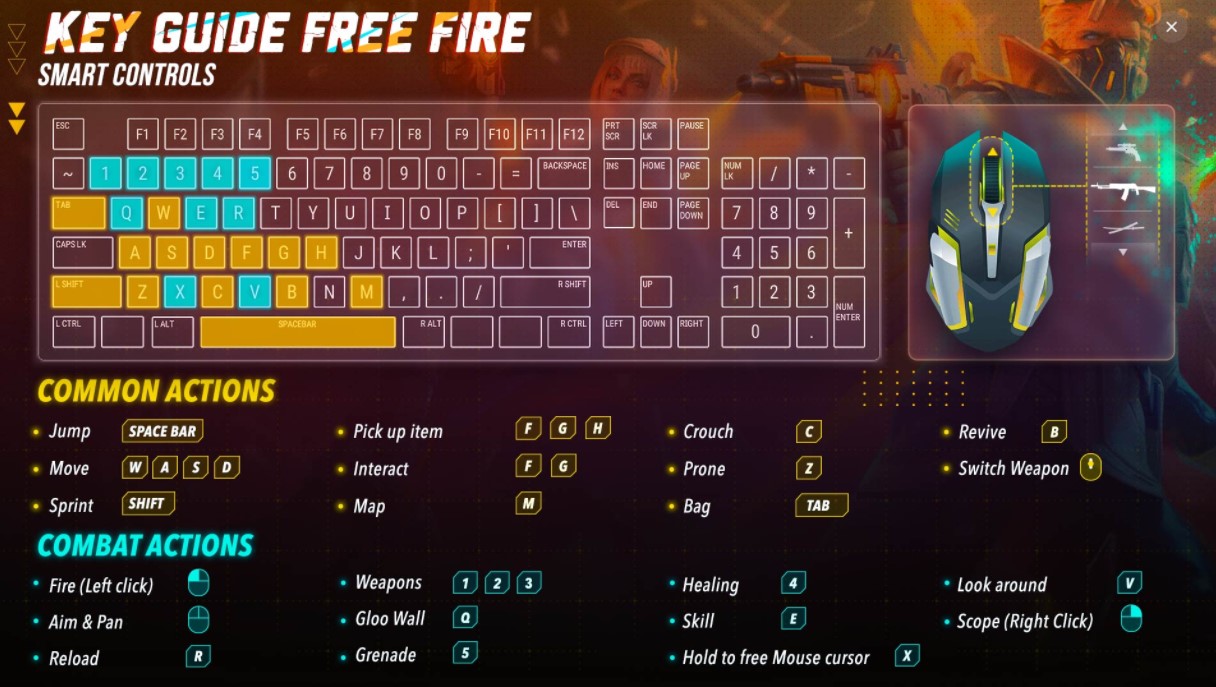 KEY GUIDE FREE FIRE
SMART CONTROLS
ESC F1 F2 F3 F4 F5 F6 F7 F8 F9 F10 F11 F12 PRT SCR SCR LK PAUSE
~ 1 2 3 4 5 6 7 8 9 0 - = BACKSPACE INS HOME PAGE UP NUM LK / * -
TAB Q W E R T Y U I O P [ ] \ DEL END PAGE DOWN 7 8 9 +
CAPS LK A S D F G H J K L ; ' ENTER 4 5 6
L SHIFT Z X C V B N M , . / R SHIFT UP 1 2 3 NUM ENTER
L CTRL L ALT SPACEBAR R ALT R CTRL LEFT DOWN RIGHT 0 .
COMMON ACTIONS
Jump SPACE BAR Pick up item F G H Crouch C Revive B
Move W A S D Interact F G Prone Z Switch Weapon
Sprint SHIFT Map M Bag TAB
COMBAT ACTIONS
Fire (Left click) Weapons 1 2 3 Healing 4 Look around V
Aim & Pan Gloo Wall Q Skill E Scope (Right Click)
Reload R Grenade 5 Hold to free Mouse cursor X